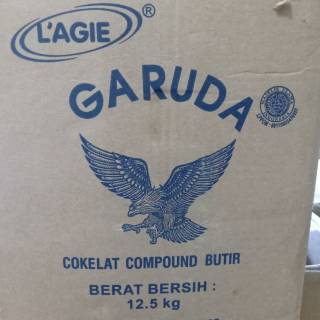 L'AGIE ®
GARUDA
COKELAT COMPOUND BUTIR
BERAT BERSIH :
12.5 kg